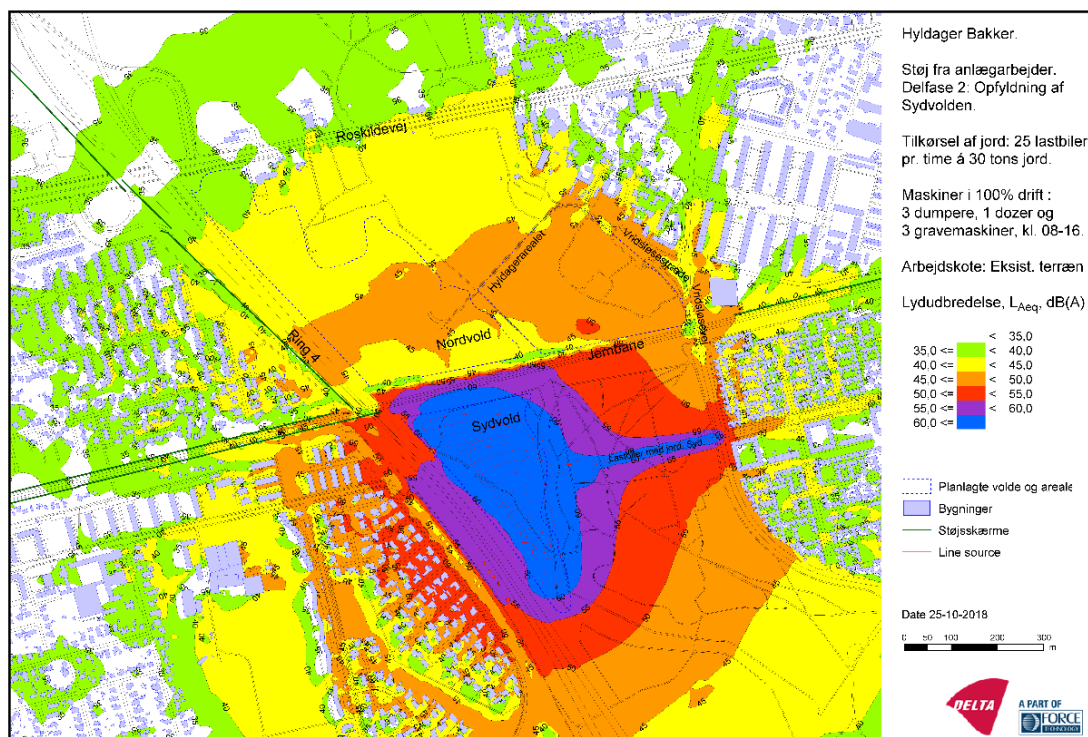 Hyldager Bakker.
Støj fra anlægarbejder.
Delfase 2: Opfyldning af
Sydvolden.
Tilkørsel af jord: 25 lastbiler
pr. time á 30 tons jord.
Maskiner i 100% drift :
3 dumpere, 1 dozer og
3 gravemaskiner, kl. 08-16.
Arbejdskote: Eksist. terræn
Lydudbredelse, LAeq, dB(A)
< 35,0
35,0 <= < 40,0
40,0 <= < 45,0
45,0 <= < 50,0
50,0 <= < 55,0
55,0 <= < 60,0
60,0 <=
Planlagte volde og areale
Bygninger
Støjsskærme
Line source
Date 25-10-2018
0 50 100 200 300
m
DELTA
A PART OF
FORCE
TECHNOLOGY
Roskildevej
Hyldagerarealet
Vridsløsestræde
Vridsløsevej
Ring 4
Nordvold
Jernbane
Sydvold
Lastbiler med jord, Syd